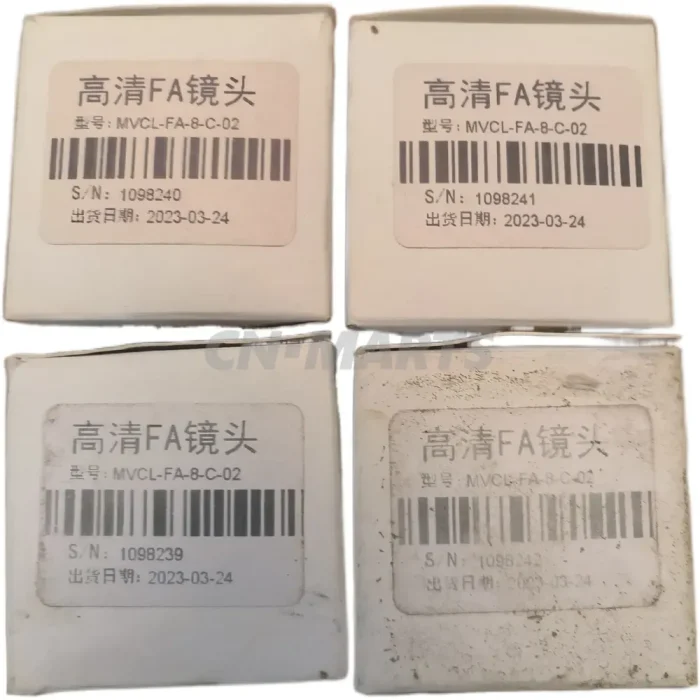 高清FA镜头
型号: MVCL-FA-8-C-02
S/N: 1098240
出货日期: 2023-03-24
高清FA镜头
型号: MVCL-FA-8-C-02
S/N: 1098241
出货日期: 2023-03-24
CN-MARTS
高清FA镜头
型号: MVCL-FA-8-C-02
S/N: 1098239
出货日期: 2023-03-24
高清FA镜头
型号: MVCL-FA-8-C-02
S/N: 1098242
出货日期: 2023-03-24